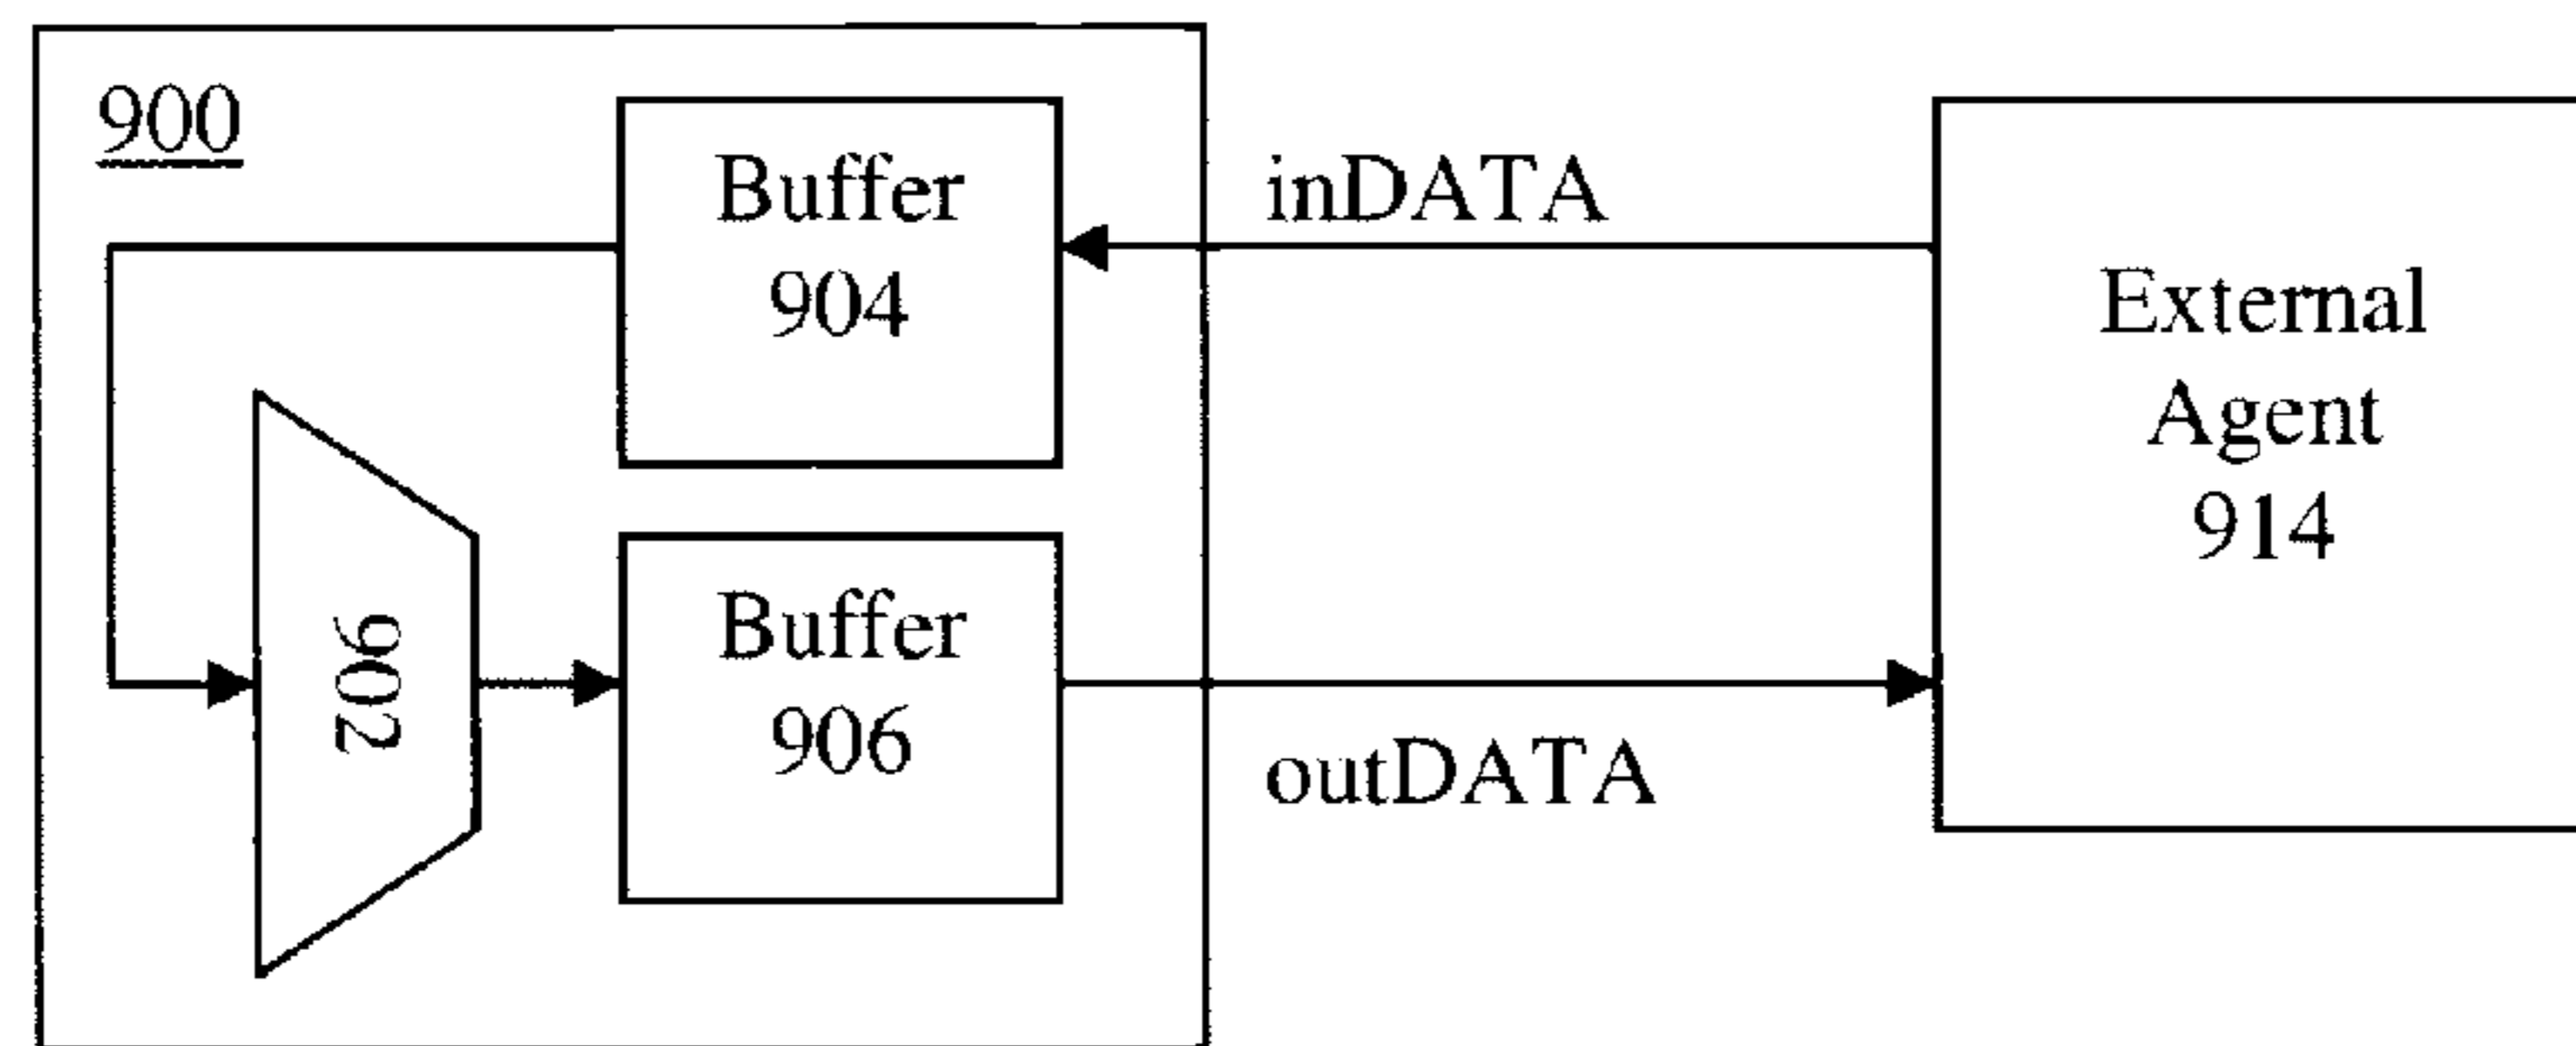 900
Buffer
904
inDATA
External
Agent
914
902
Buffer
906
outDATA